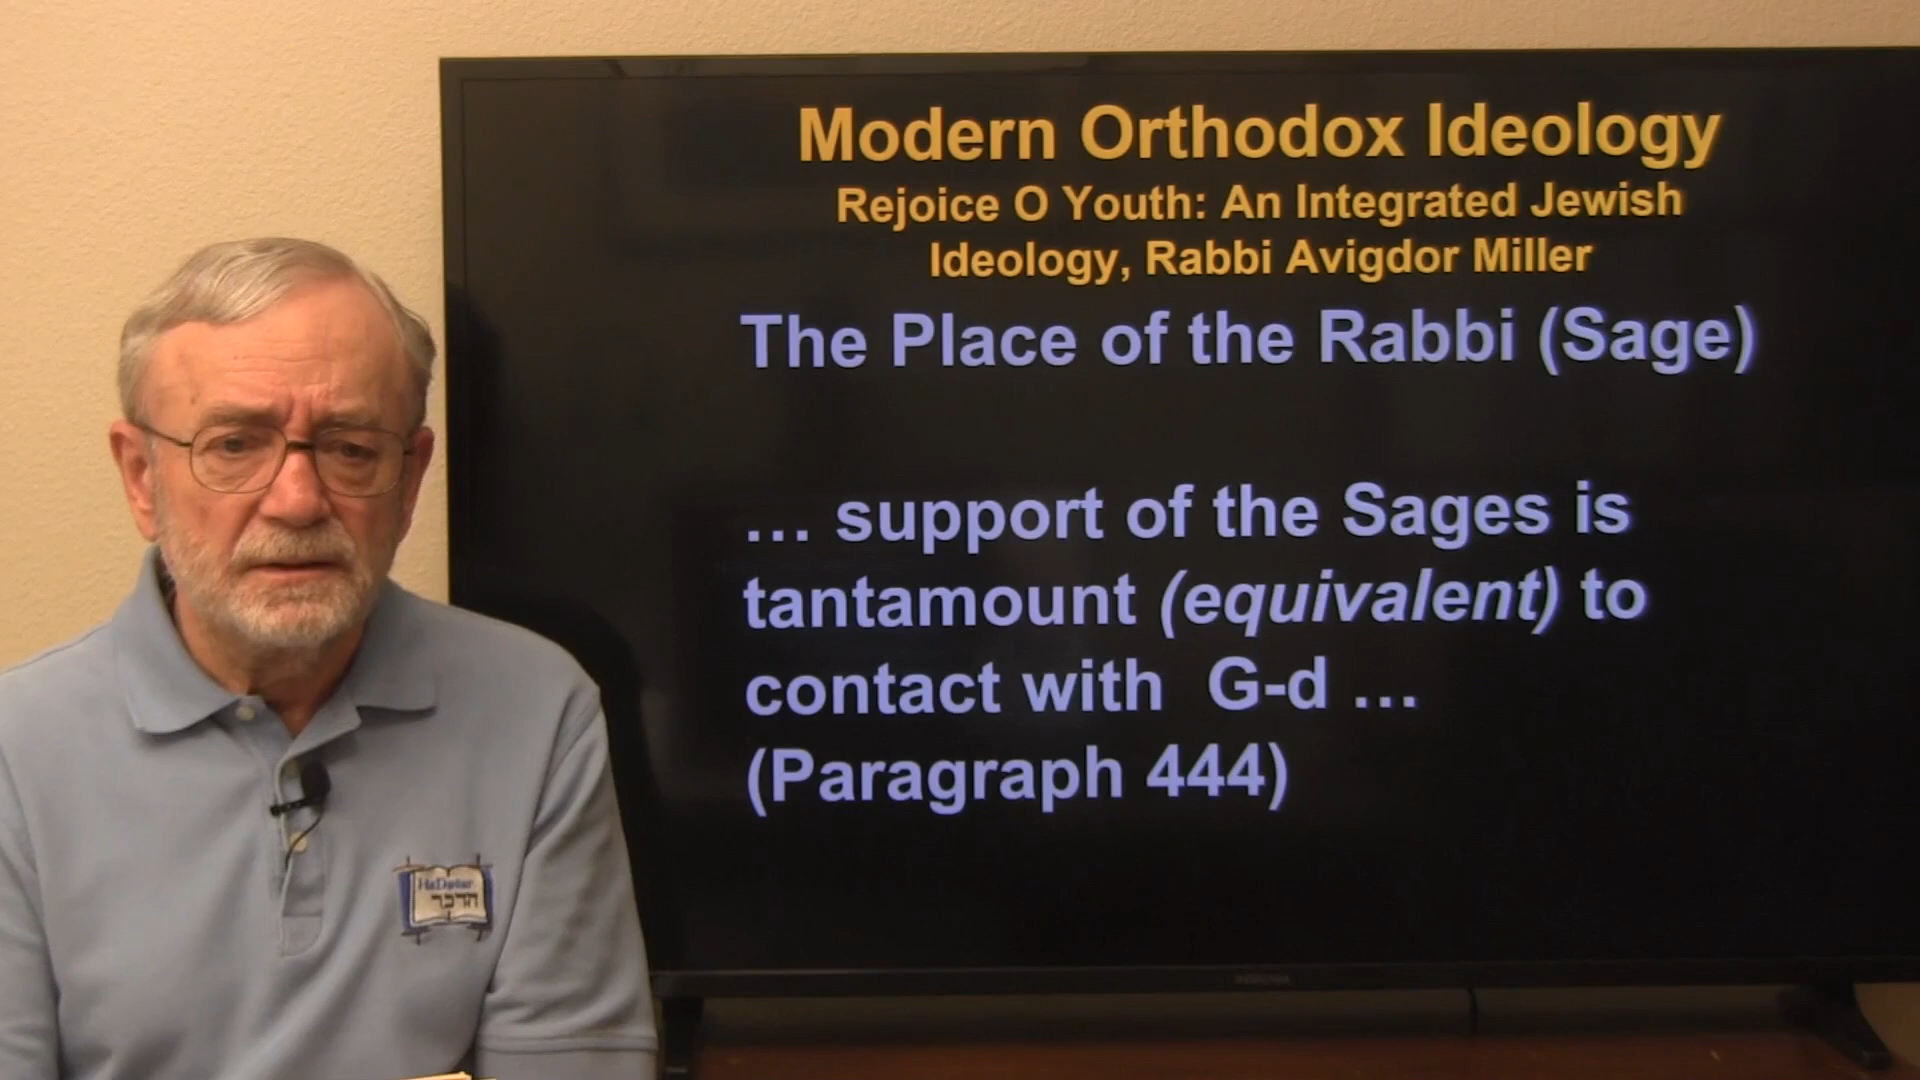 Modern Orthodox Ideology
Rejoice O Youth: An Integrated Jewish
Ideology, Rabbi Avigdor Miller
The Place of the Rabbi (Sage)
… support of the Sages is
tantamount (equivalent) to
contact with G-d …
(Paragraph 444)
HaDavar
הדבר
INSIGNIA